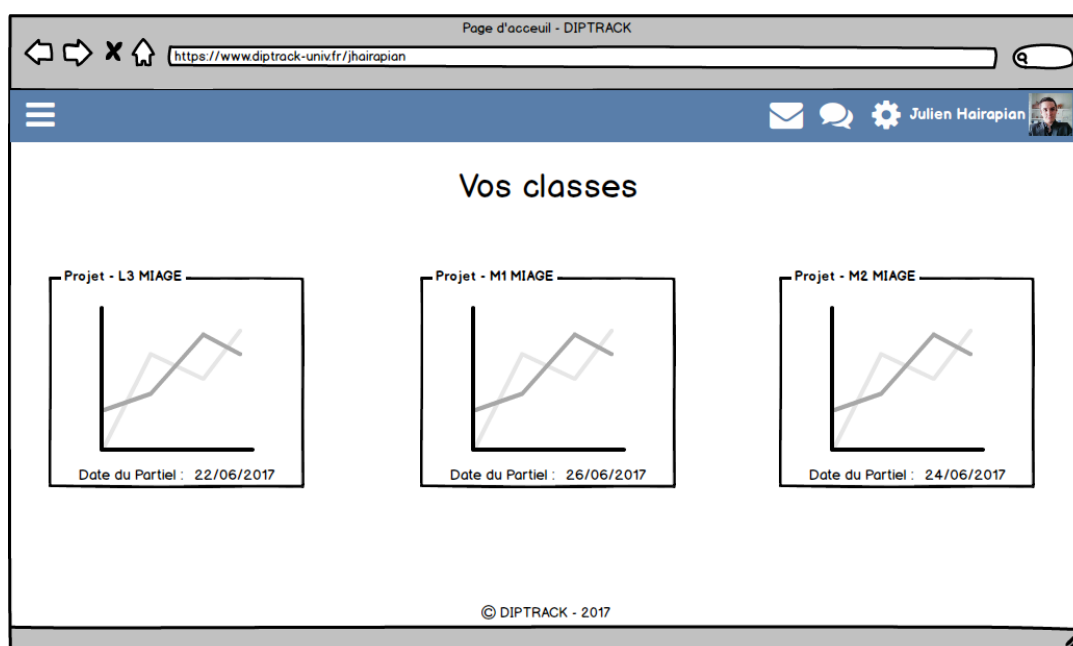 Page d'acceuil - DIPTRACK
https://www.diptrack-univ.fr/jhairapian
Julien Hairapian
Vos classes
Projet - L3 MIAGE
Projet - M1 MIAGE
Projet - M2 MIAGE
Date du Partiel : 22/06/2017
Date du Partiel : 26/06/2017
Date du Partiel : 24/06/2017
© DIPTRACK - 2017